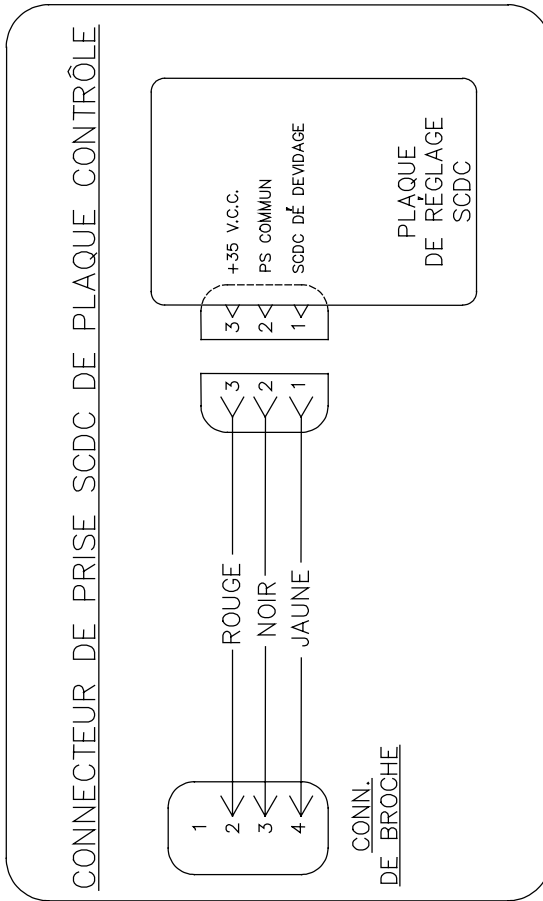 CONNECTEUR DE PRISE SCDC DE PLAQUE CONTRÔLE
1
2
3
4
CONN.
DE BROCHE
ROUGE
NOIR
JAUNE
3
2
1
3
2
1
+35 V.C.C.
PS COMMUN
SCDC DÉ DEVIDAGE
PLAQUE
DE RÉGLAGE
SCDC